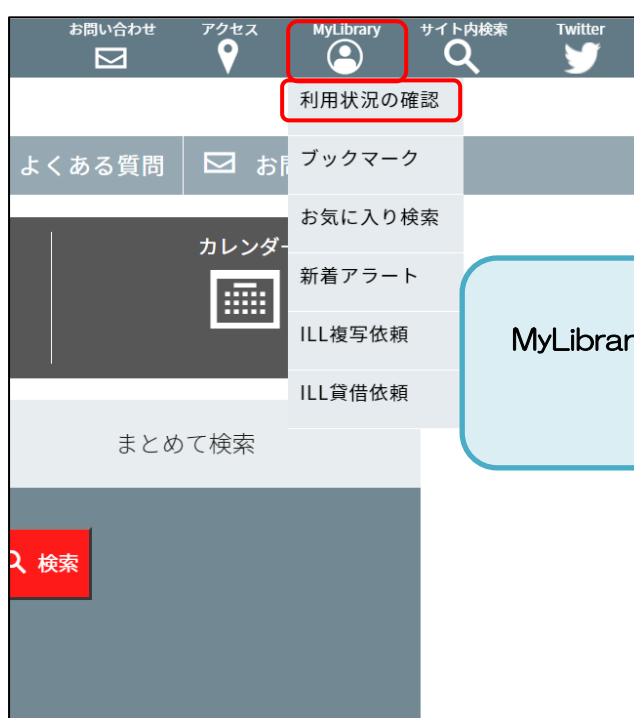 お問い合わせ アクセス MyLibrary サイト内検索 Twitter
利用状況の確認
よくある質問 お問
ブックマーク
お気に入り検索
カレンダー
新着アラート
ILL複写依頼
MyLibrar
ILL貸借依頼
まとめて検索
検索